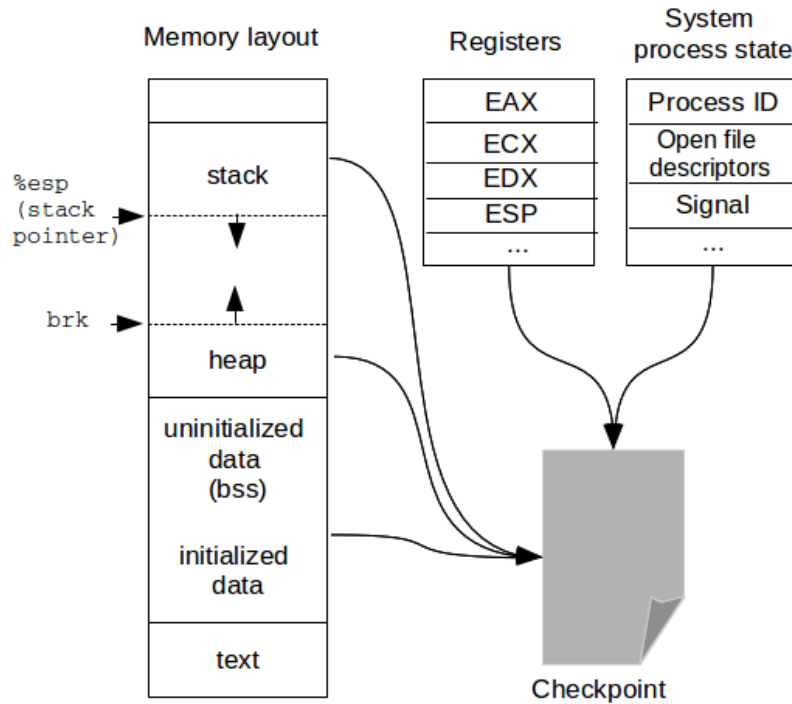 Memory layout
Registers
System
process state
%esp
(stack
pointer)
brk
stack
heap
uninitialized
data
(bss)
initialized
data
text
EAX
ECX
EDX
ESP
...
Process ID
Open file
descriptors
Signal
...
Checkpoint